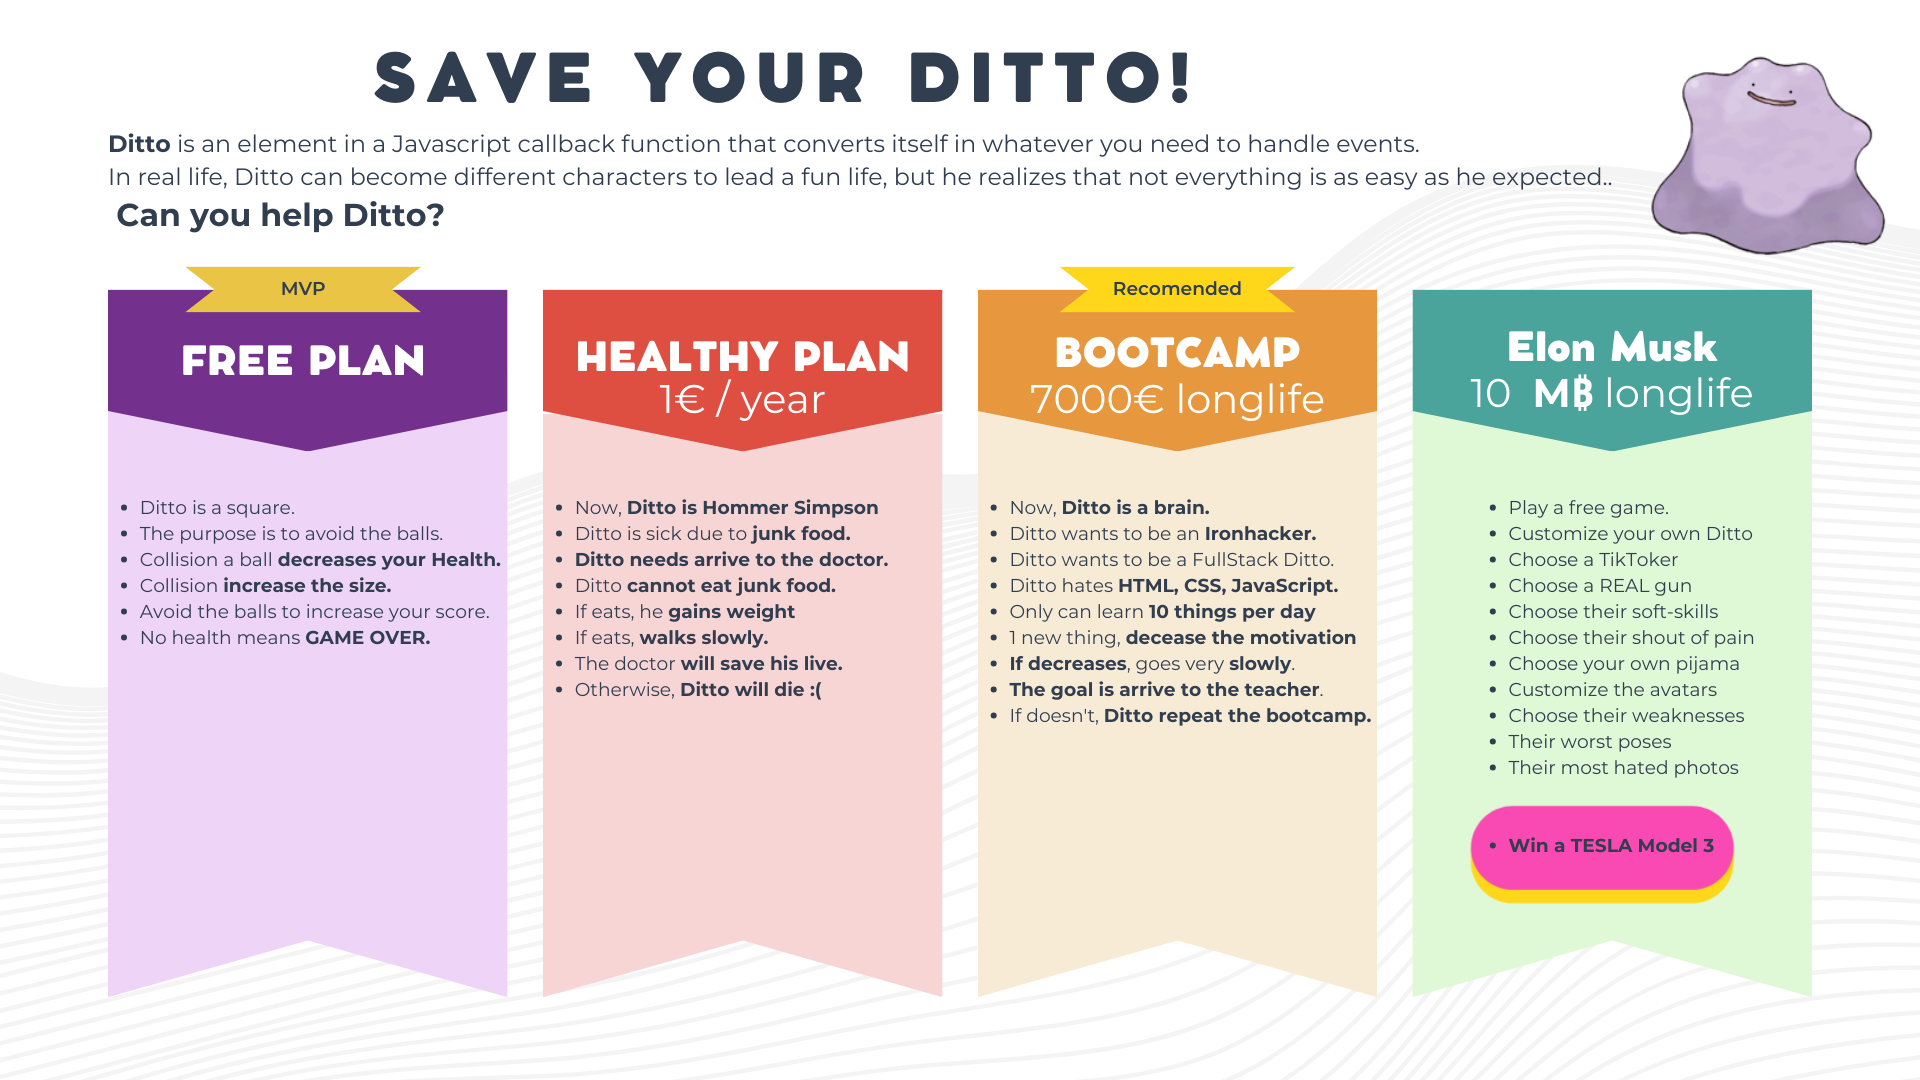 SAVE YOUR DITTO!
Ditto is an element in a Javascript callback function that converts itself in whatever you need to handle events.
In real life, Ditto can become different characters to lead a fun life, but he realizes that not everything is as easy as he expected..
Can you help Ditto?
MVP
FREE PLAN
• Ditto is a square.
• The purpose is to avoid the balls.
• Collision a ball decreases your Health.
• Collision increase the size.
• Avoid the balls to increase your score.
• No health means GAME OVER.
HEALTHY PLAN
1€ / year
• Now, Ditto is Hommer Simpson
• Ditto is sick due to junk food.
• Ditto needs arrive to the doctor.
• Ditto cannot eat junk food.
• If eats, he gains weight
• If eats, walks slowly.
• The doctor will save his live.
• Otherwise, Ditto will die :(
Recomended
BOOTCAMP
7000€ longlife
• Now, Ditto is a brain.
• Ditto wants to be an Ironhacker.
• Ditto wants to be a FullStack Ditto.
• Ditto hates HTML, CSS, JavaScript.
• Only can learn 10 things per day
• 1 new thing, decease the motivation
• If decreases, goes very slowly.
• The goal is arrive to the teacher.
• If doesn't, Ditto repeat the bootcamp.
Elon Musk
10 M₿ longlife
• Play a free game.
• Customize your own Ditto
• Choose a TikToker
• Choose a REAL gun
• Choose their soft-skills
• Choose their shout of pain
• Choose your own pijama
• Customize the avatars
• Choose their weaknesses
• Their worst poses
• Their most hated photos
• Win a TESLA Model 3